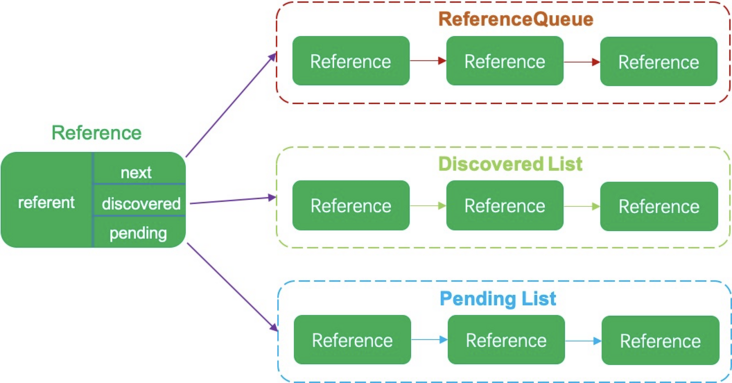 Reference
referent
next
discovered
pending
ReferenceQueue
Reference
Reference
Reference
Discovered List
Reference
Reference
Reference
Pending List
Reference
Reference
Reference